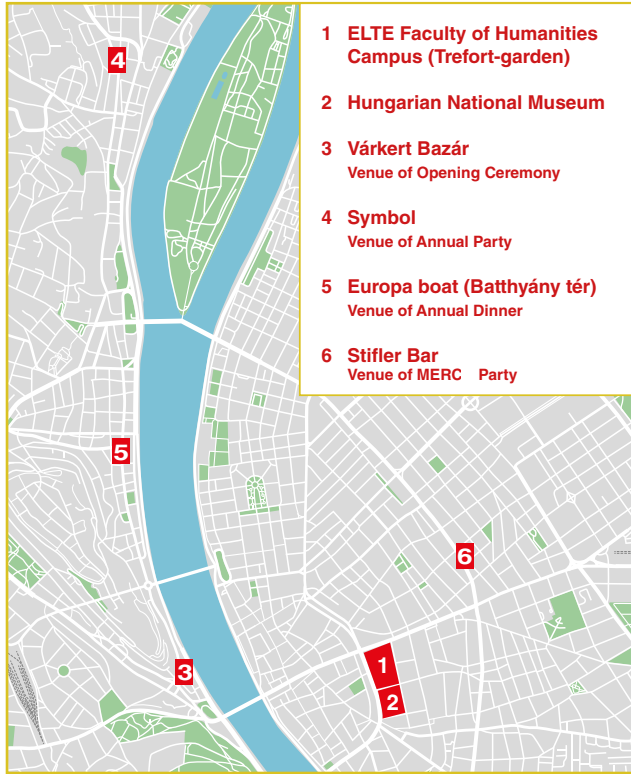 1 ELTE Faculty of Humanities
Campus (Trefort-garden)
2 Hungarian National Museum
3 Várkert Bazár
Venue of Opening Ceremony
4 Symbol
Venue of Annual Party
5 Europa boat (Batthyány tér)
Venue of Annual Dinner
6 Stifler Bar
Venue of MERC Party
4
5
6
3
1
2